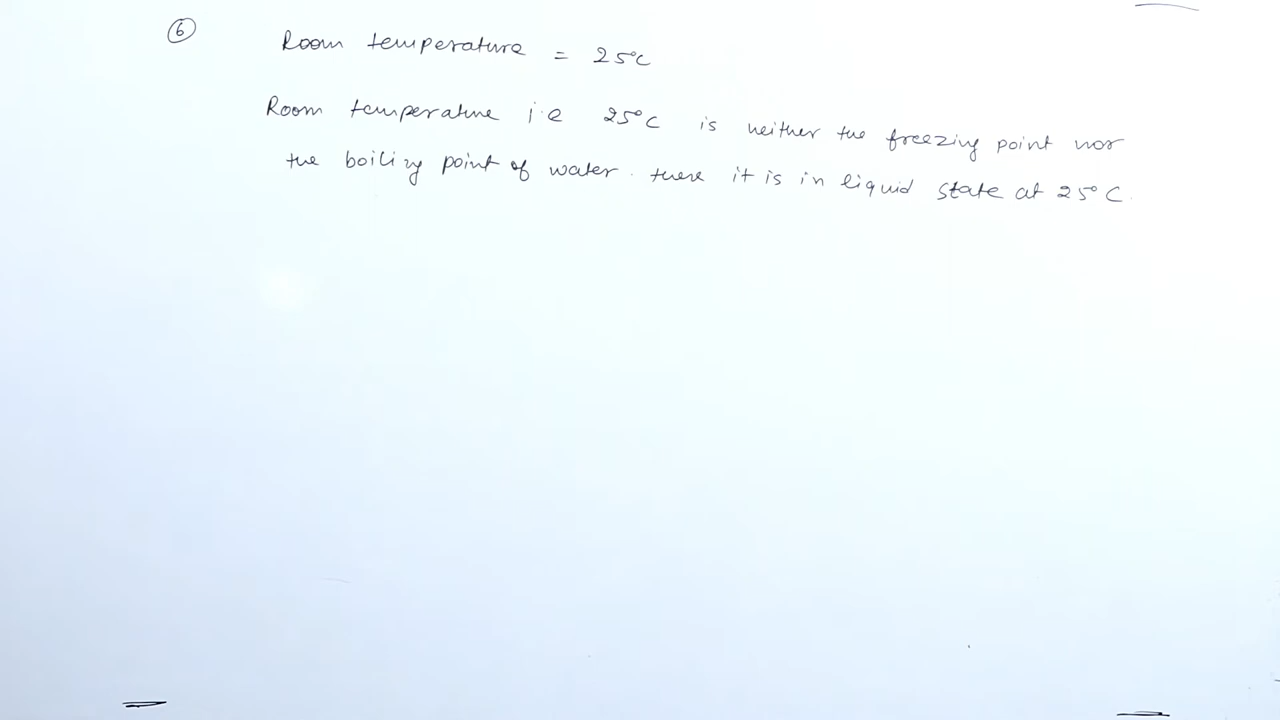 6 Room temperature = 25°C
Room temperature i.e 25°C is neither the freezing point nor
the boiling point of water. there it is in liquid state at 25°C.